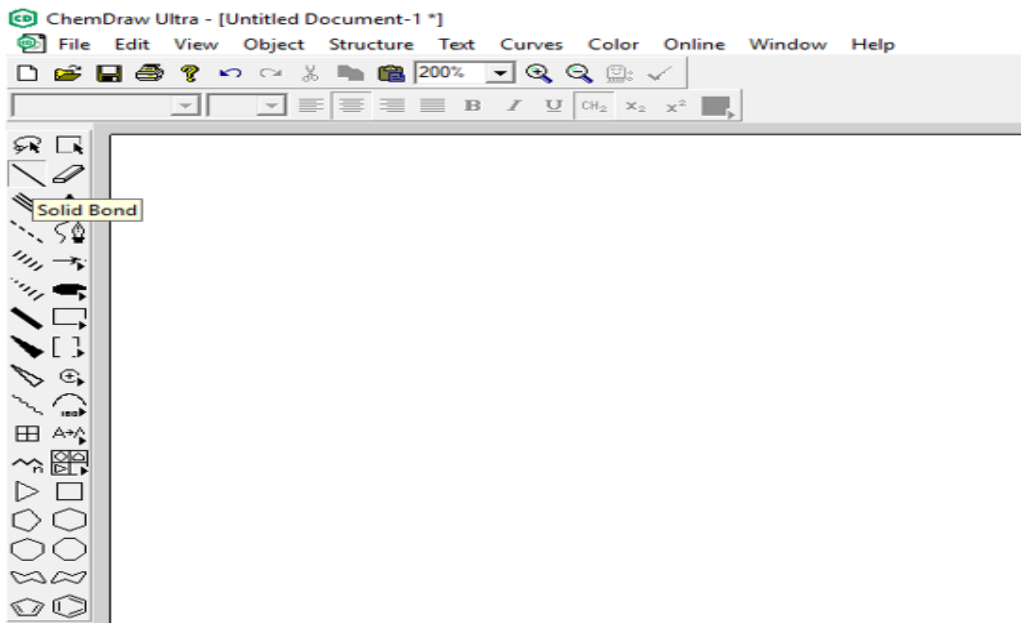 ChemDraw Ultra - [Untitled Document-1 *]
File Edit View Object Structure Text Curves Color Online Window Help
200%
B I U CH₂ X₂ X²
Solid Bond
A
n